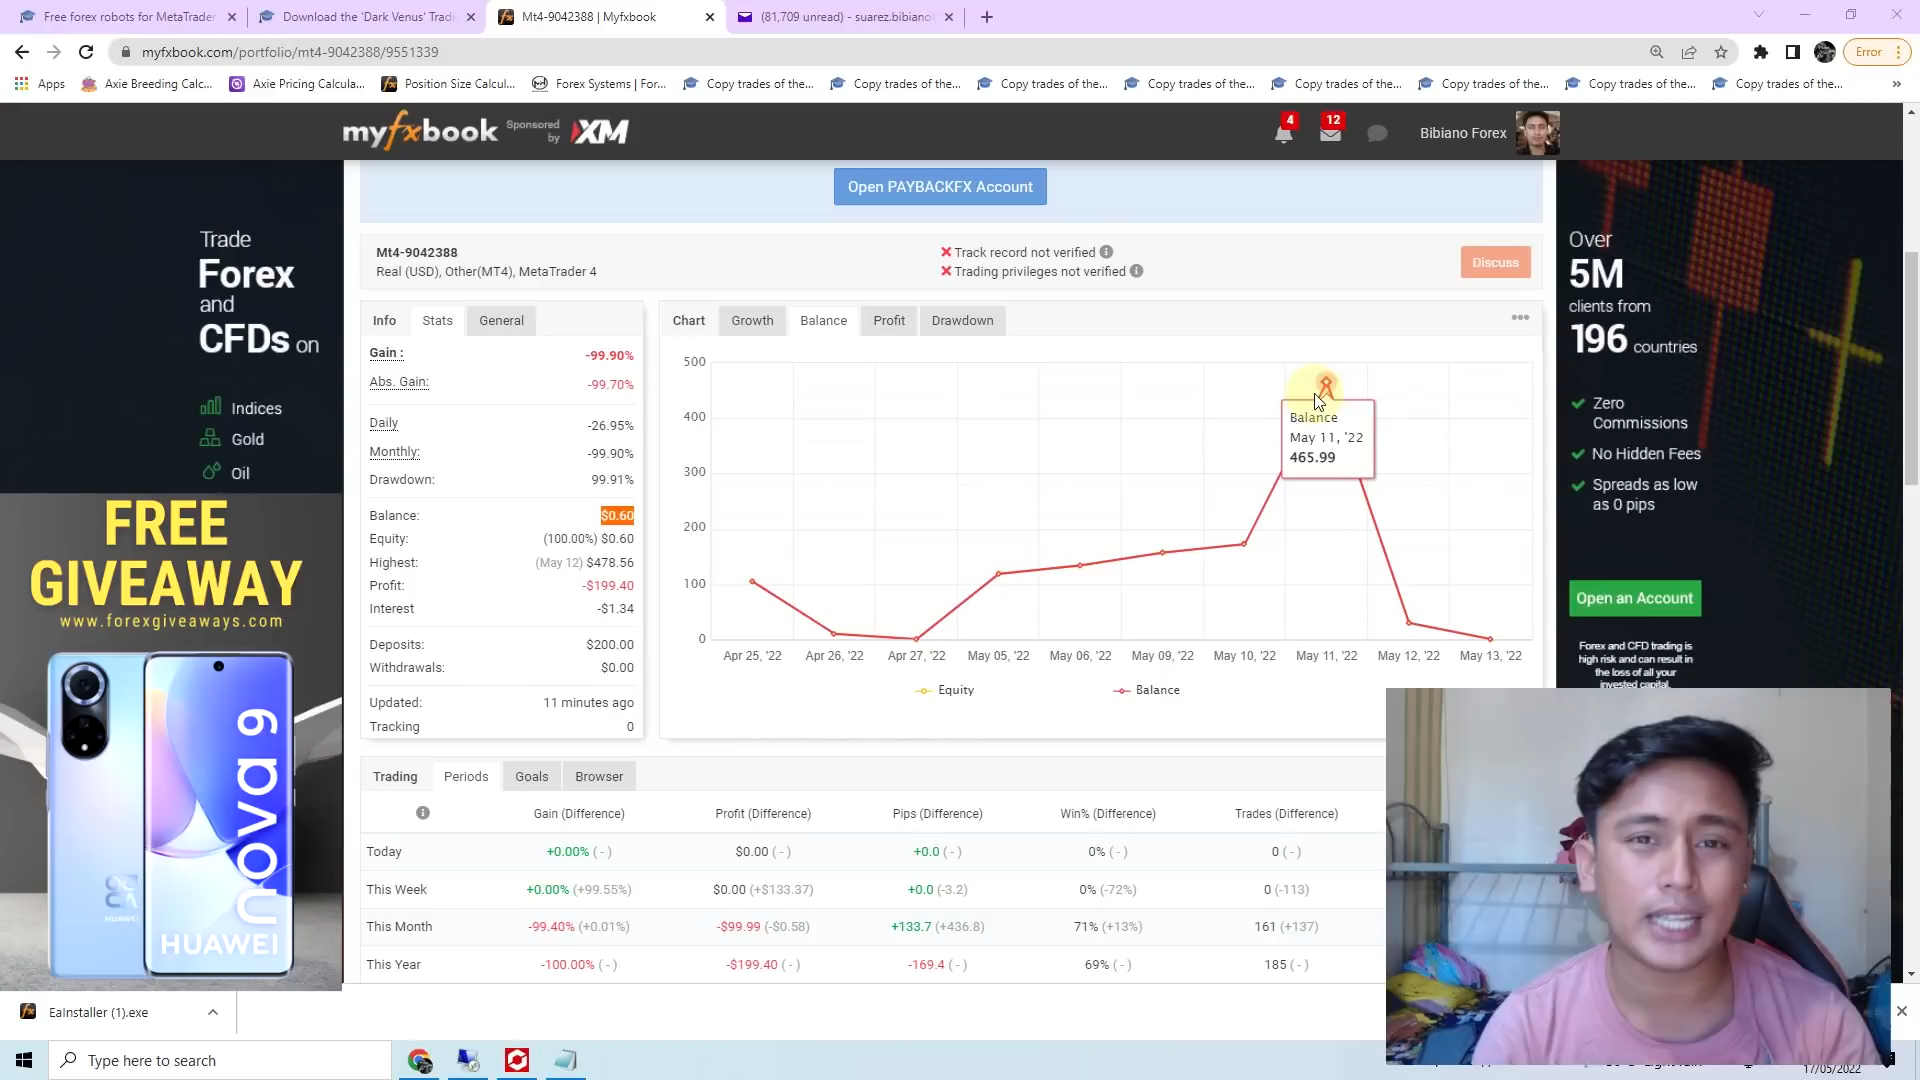 Free forex robots for MetaTrader
Download the 'Dark Venus' Tradi
Mt4-9042388 | Myfxbook
(81,709 unread) - suarez.bibiano
myfxbook.com/portfolio/mt4-9042388/9551339
Error
Apps
Axie Breeding Calc...
Axie Pricing Calcula...
Position Size Calcul...
Forex Systems | For...
Copy trades of the...
Copy trades of the...
Copy trades of the...
Copy trades of the...
Copy trades of the...
Copy trades of the...
Copy trades of the...
Copy trades of the...
»
myfxbook
Sponsored by
XM
4
12
Bibiano Forex
Open PAYBACKFX Account
Mt4-9042388
Real (USD), Other(MT4), MetaTrader 4
Track record not verified
Trading privileges not verified
Discuss
Trade
Forex
and
CFDs on
Indices
Gold
Oil
FREE
GIVEAWAY
www.forexgiveaways.com
nova 9
HUAWEI
HUAWEI
Info
Stats
General
Gain : -99.90%
Abs. Gain: -99.70%
Daily -26.95%
Monthly: -99.90%
Drawdown: 99.91%
Balance: $0.60
Equity: (100.00%) $0.60
Highest: (May 12) $478.56
Profit: -$199.40
Interest -$1.34
Deposits: $200.00
Withdrawals: $0.00
Updated: 11 minutes ago
Tracking 0
Chart
Growth
Balance
Profit
Drawdown
500
400
300
200
100
0
Balance
May 11, '22
465.99
Apr 25, '22
Apr 26, '22
Apr 27, '22
May 05, '22
May 06, '22
May 09, '22
May 10, '22
May 11, '22
May 12, '22
May 13, '22
Equity
Balance
Over
5M
clients from
196 countries
Zero
Commissions
No Hidden Fees
Spreads as low
as 0 pips
Open an Account
Forex and CFD trading is
high risk and can result in
the loss of all your
invested capital.
Trading
Periods
Goals
Browser
Gain (Difference) Profit (Difference) Pips (Difference) Win% (Difference) Trades (Difference)
Today +0.00% ( - ) $0.00 ( - ) +0.0 ( - ) 0% ( - ) 0 ( - )
This Week +0.00% (+99.55%) $0.00 (+$133.37) +0.0 (-3.2) 0% (-72%) 0 (-113)
This Month -99.40% (+0.01%) -$99.99 (-$0.58) +133.7 (+436.8) 71% (+13%) 161 (+137)
This Year -100.00% ( - ) -$199.40 ( - ) -169.4 ( - ) 69% ( - ) 185 ( - )
EaInstaller (1).exe
Type here to search
17/05/2022